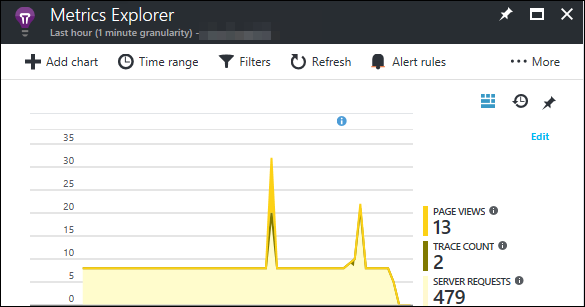 Metrics Explorer
Last hour (1 minute granularity) -
Add chart Time range Filters Refresh Alert rules More
Edit
35
30
25
20
15
10
5
0
PAGE VIEWS
13
TRACE COUNT
2
SERVER REQUESTS
479